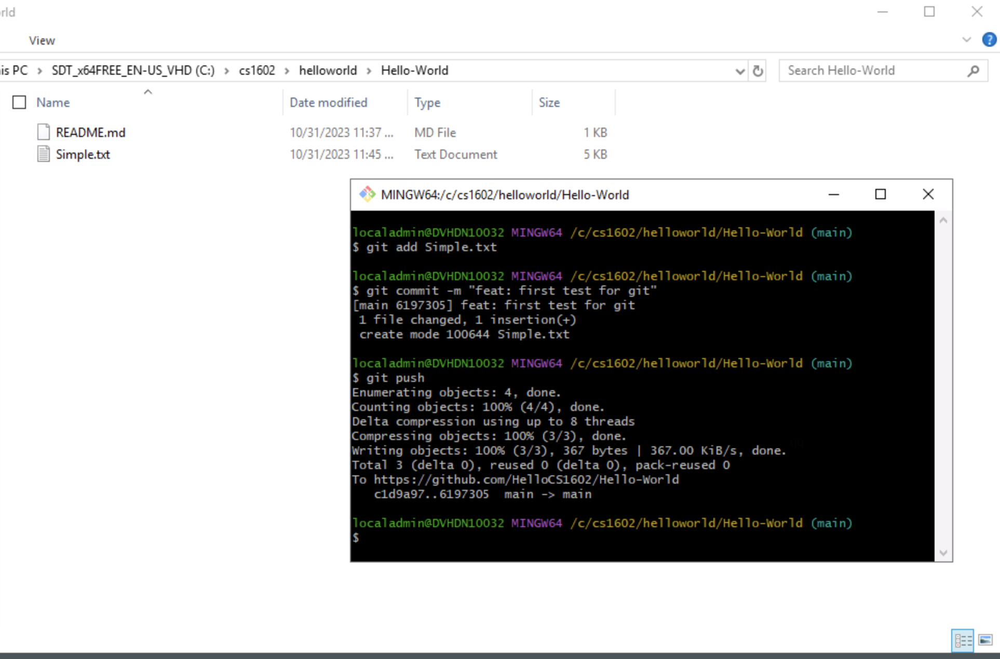 rld
View
is PC > SDT_x64FREE_EN-US_VHD (C:) > cs1602 > helloworld > Hello-World
Search Hello-World
Name Date modified Type Size
README.md 10/31/2023 11:37 ... MD File 1 KB
Simple.txt 10/31/2023 11:45 ... Text Document 5 KB
MINGW64:/c/cs1602/helloworld/Hello-World
localadmin@DVHDN10032 MINGW64 /c/cs1602/helloworld/Hello-World (main)
$ git add Simple.txt
localadmin@DVHDN10032 MINGW64 /c/cs1602/helloworld/Hello-World (main)
$ git commit -m "feat: first test for git"
[main 6197305] feat: first test for git
1 file changed, 1 insertion(+)
create mode 100644 Simple.txt
localadmin@DVHDN10032 MINGW64 /c/cs1602/helloworld/Hello-World (main)
$ git push
Enumerating objects: 4, done.
Counting objects: 100% (4/4), done.
Delta compression using up to 8 threads
Compressing objects: 100% (3/3), done.
Writing objects: 100% (3/3), 367 bytes | 367.00 KiB/s, done.
Total 3 (delta 0), reused 0 (delta 0), pack-reused 0
To https://github.com/HelloCS1602/Hello-World
c1d9a97..6197305  main -> main
localadmin@DVHDN10032 MINGW64 /c/cs1602/helloworld/Hello-World (main)
$